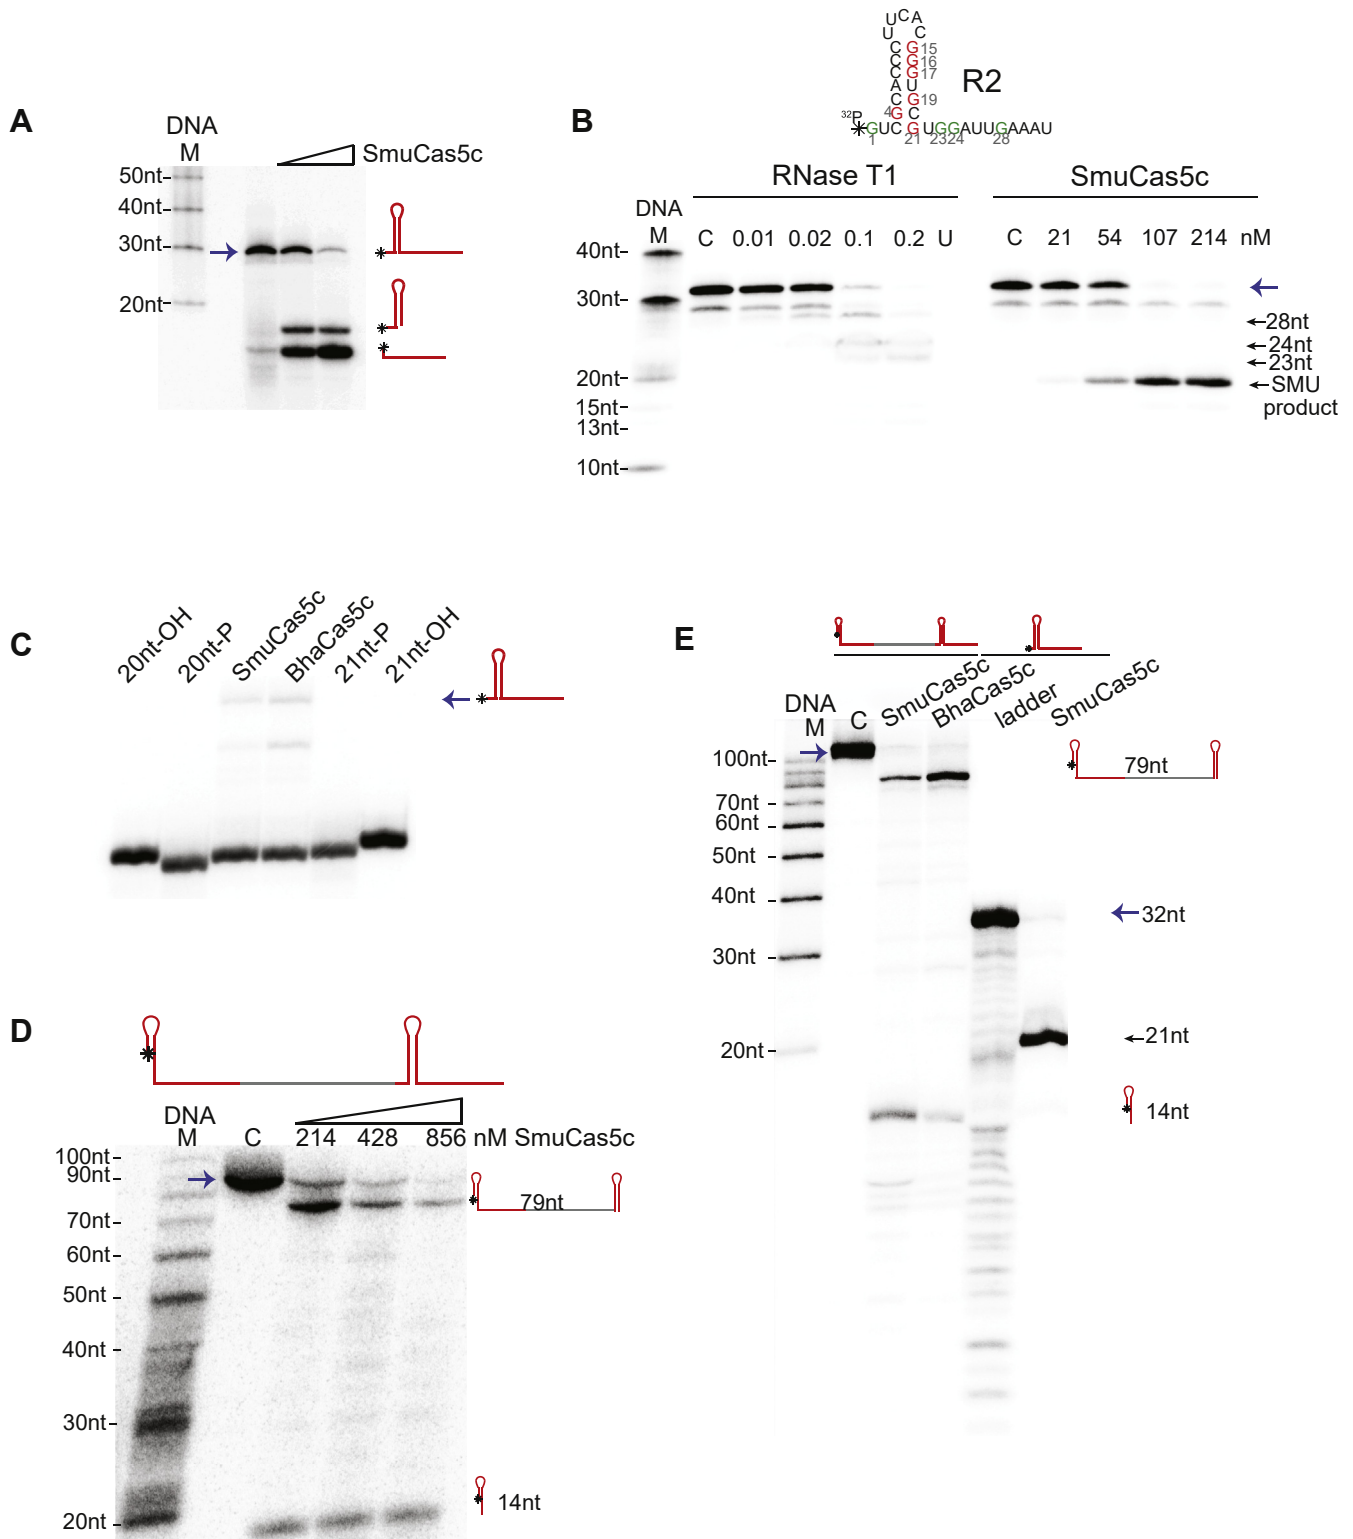 A
DNA
M
SmuCas5c
50nt
40nt
30nt
20nt
B
UCA
U C
C G 15
C G 16
C G 17
A U
C G 19
4 G C
32P
GUC G UGGAUUGAAAU
1 21 2324 28
R2
RNase T1
SmuCas5c
DNA
M C 0.01 0.02 0.1 0.2 U C 21 54 107 214 nM
40nt
30nt
20nt
15nt
13nt
10nt
28nt
24nt
23nt
SMU
product
C
20nt-OH
20nt-P
SmuCas5c
BhaCas5c
21nt-P
21nt-OH
D
DNA
M C 214 428 856 nM SmuCas5c
100nt
90nt
70nt
60nt
50nt
40nt
30nt
20nt
79nt
14nt
E
DNA
M
C
SmuCas5c
BhaCas5c
ladder
SmuCas5c
100nt
70nt
60nt
50nt
40nt
30nt
20nt
79nt
32nt
21nt
14nt